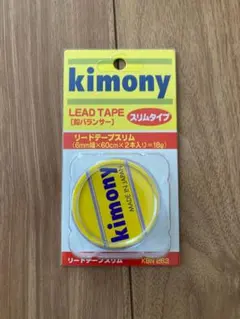 kimony
LEAD TAPE
[鉛バランサー]
スリムタイプ
リードテープスリム
(6mm幅×60cm×2本入り=18g)
kimony
MADE IN JAPAN
リードテープスリム
KBN 263